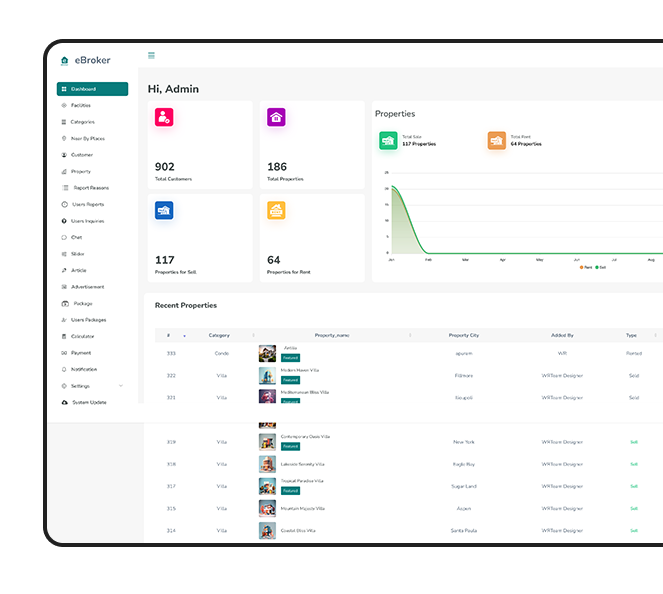 eBroker
Dashboard
Facilities
Categories
Near By Places
Customer
Property
Report Reasons
Users Reports
Users Inquiries
Chat
Slider
Article
Advertisement
Package
Users Packages
Calculator
Payment
Notification
Settings
System Update
Hi, Admin
902
Total Customers
186
Total Properties
117
Properties for Sell
64
Properties for Rent
Properties
Total Sale
117 Properties
Total Rent
64 Properties
25
20
15
10
5
0
Jan Feb Mar Apr May Jun Jul Aug
Rent Sell
Recent Properties
# Category Property_name Property City Added By Type
333 Condo WR Rented
Featured
322 Villa Modern Haven Villa Fillmore WRTeam Designer Sold
Featured
321 Villa Mediterranean Bliss Villa WRTeam Designer Sold
Featured
319 Villa Contemporary Oasis Villa New York WRTeam Designer Sell
Featured
318 Villa Lakeside Serenity Villa Eagle Bay WRTeam Designer Sell
317 Villa Tropical Paradise Villa Sugar Land WRTeam Designer Sell
Featured
315 Villa Mountain Majesty Villa Aspen WRTeam Designer Sell
314 Villa Coastal Bliss Villa Santa Paula WRTeam Designer Sell